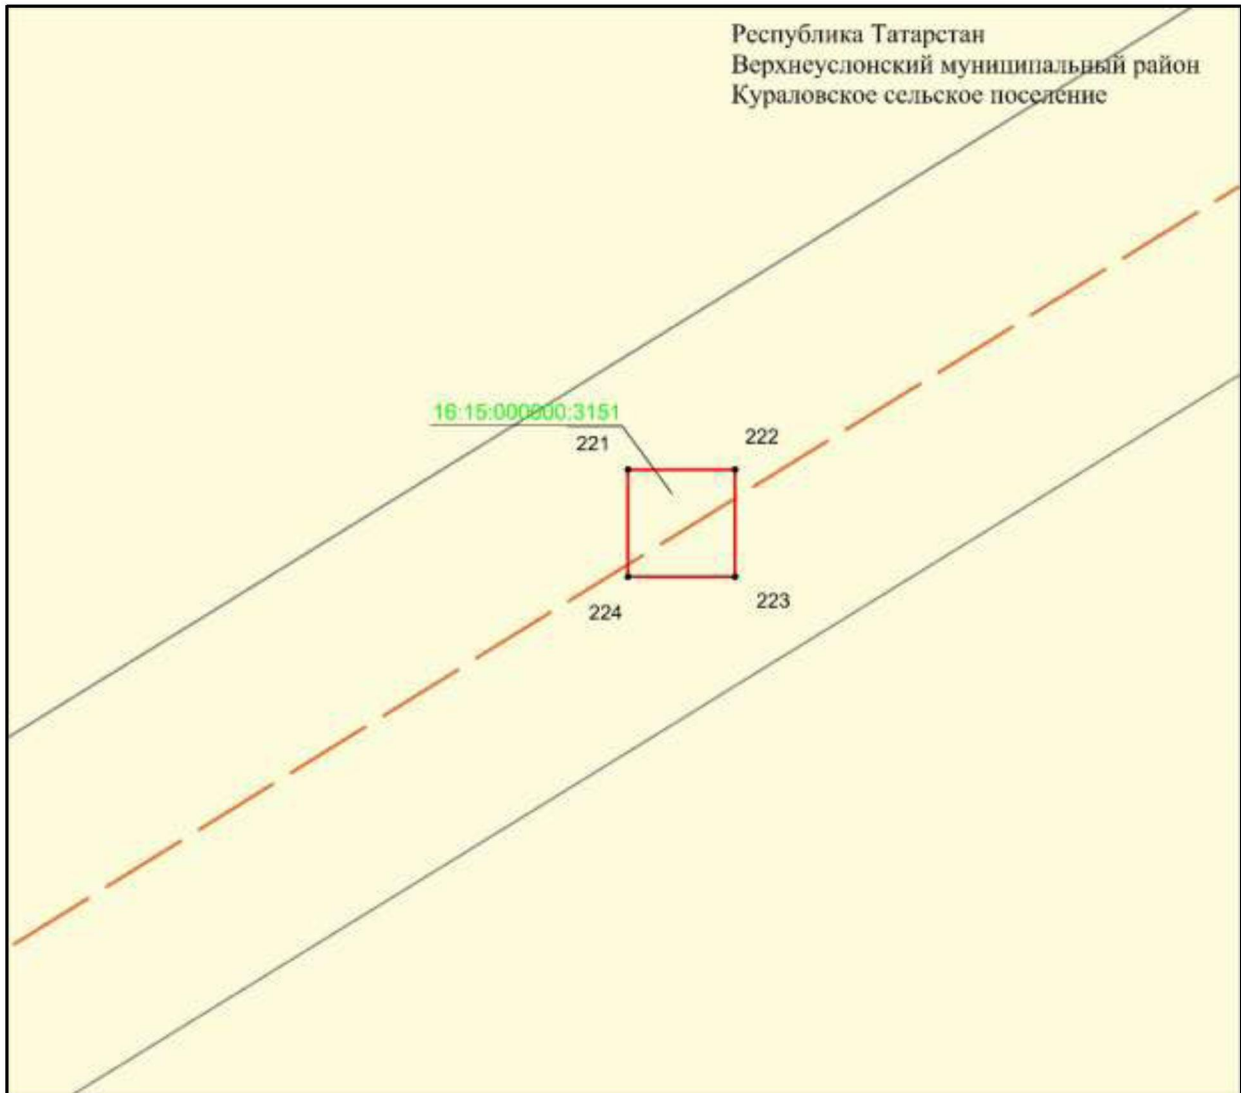 Республика Татарстан
Верхнеуслонский муниципальный район
Кураловское сельское поселение
16:15:000000:3151
221
222
224
223